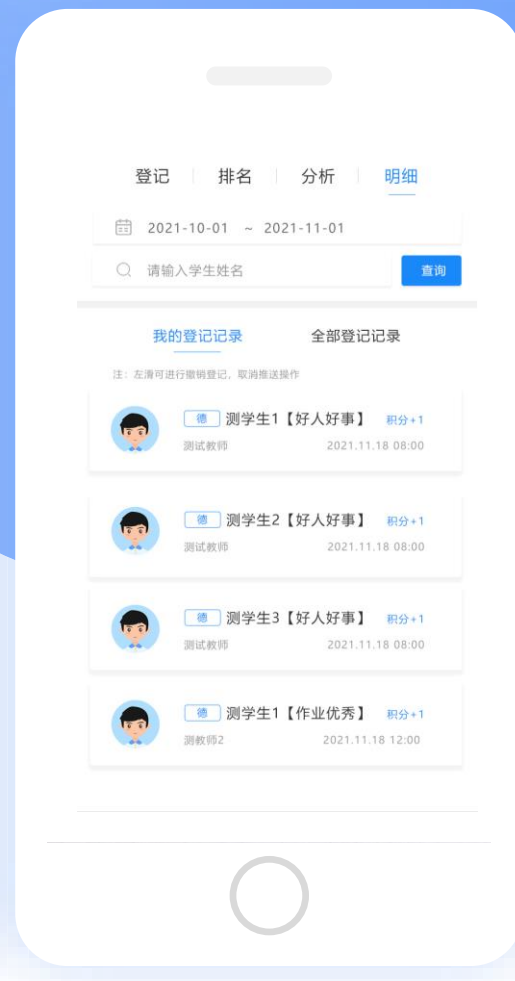 登记 排名 分析 明细
2021-10-01 ~ 2021-11-01
请输入学生姓名 查询
我的登记记录 全部登记记录
注：左滑可进行撤销登记，取消推送操作
德 测学生1【好人好事】 积分+1
测试教师 2021.11.18 08:00
德 测学生2【好人好事】 积分+1
测试教师 2021.11.18 08:00
德 测学生3【好人好事】 积分+1
测试教师 2021.11.18 08:00
德 测学生1【作业优秀】 积分+1
测教师2 2021.11.18 12:00